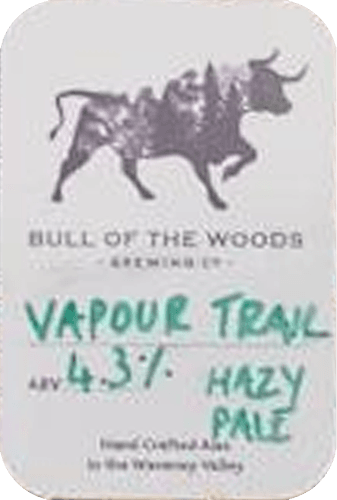 BULL OF THE WOODS
- BREWING CO -
VAPOUR TRAIL
ABV 4.3%
HAZY
PALE
Hand Crafted Ales
in the Waveney Valley